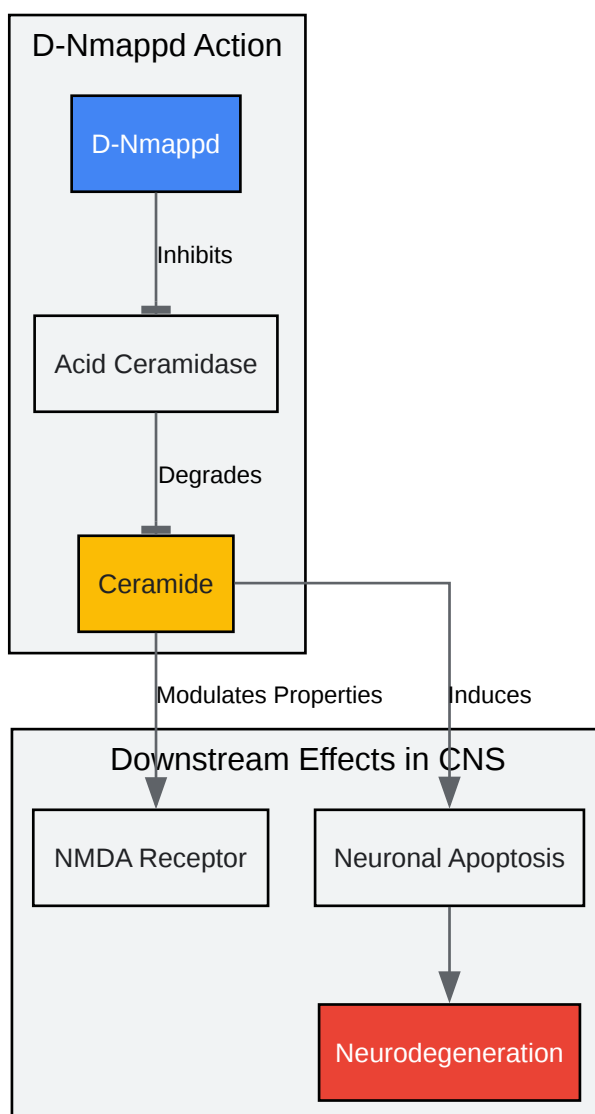 D-Nmappd Action
D-Nmappd
Inhibits
Acid Ceramidase
Degrades
Ceramide
Modulates Properties
Induces
Downstream Effects in CNS
NMDA Receptor
Neuronal Apoptosis
Neurodegeneration